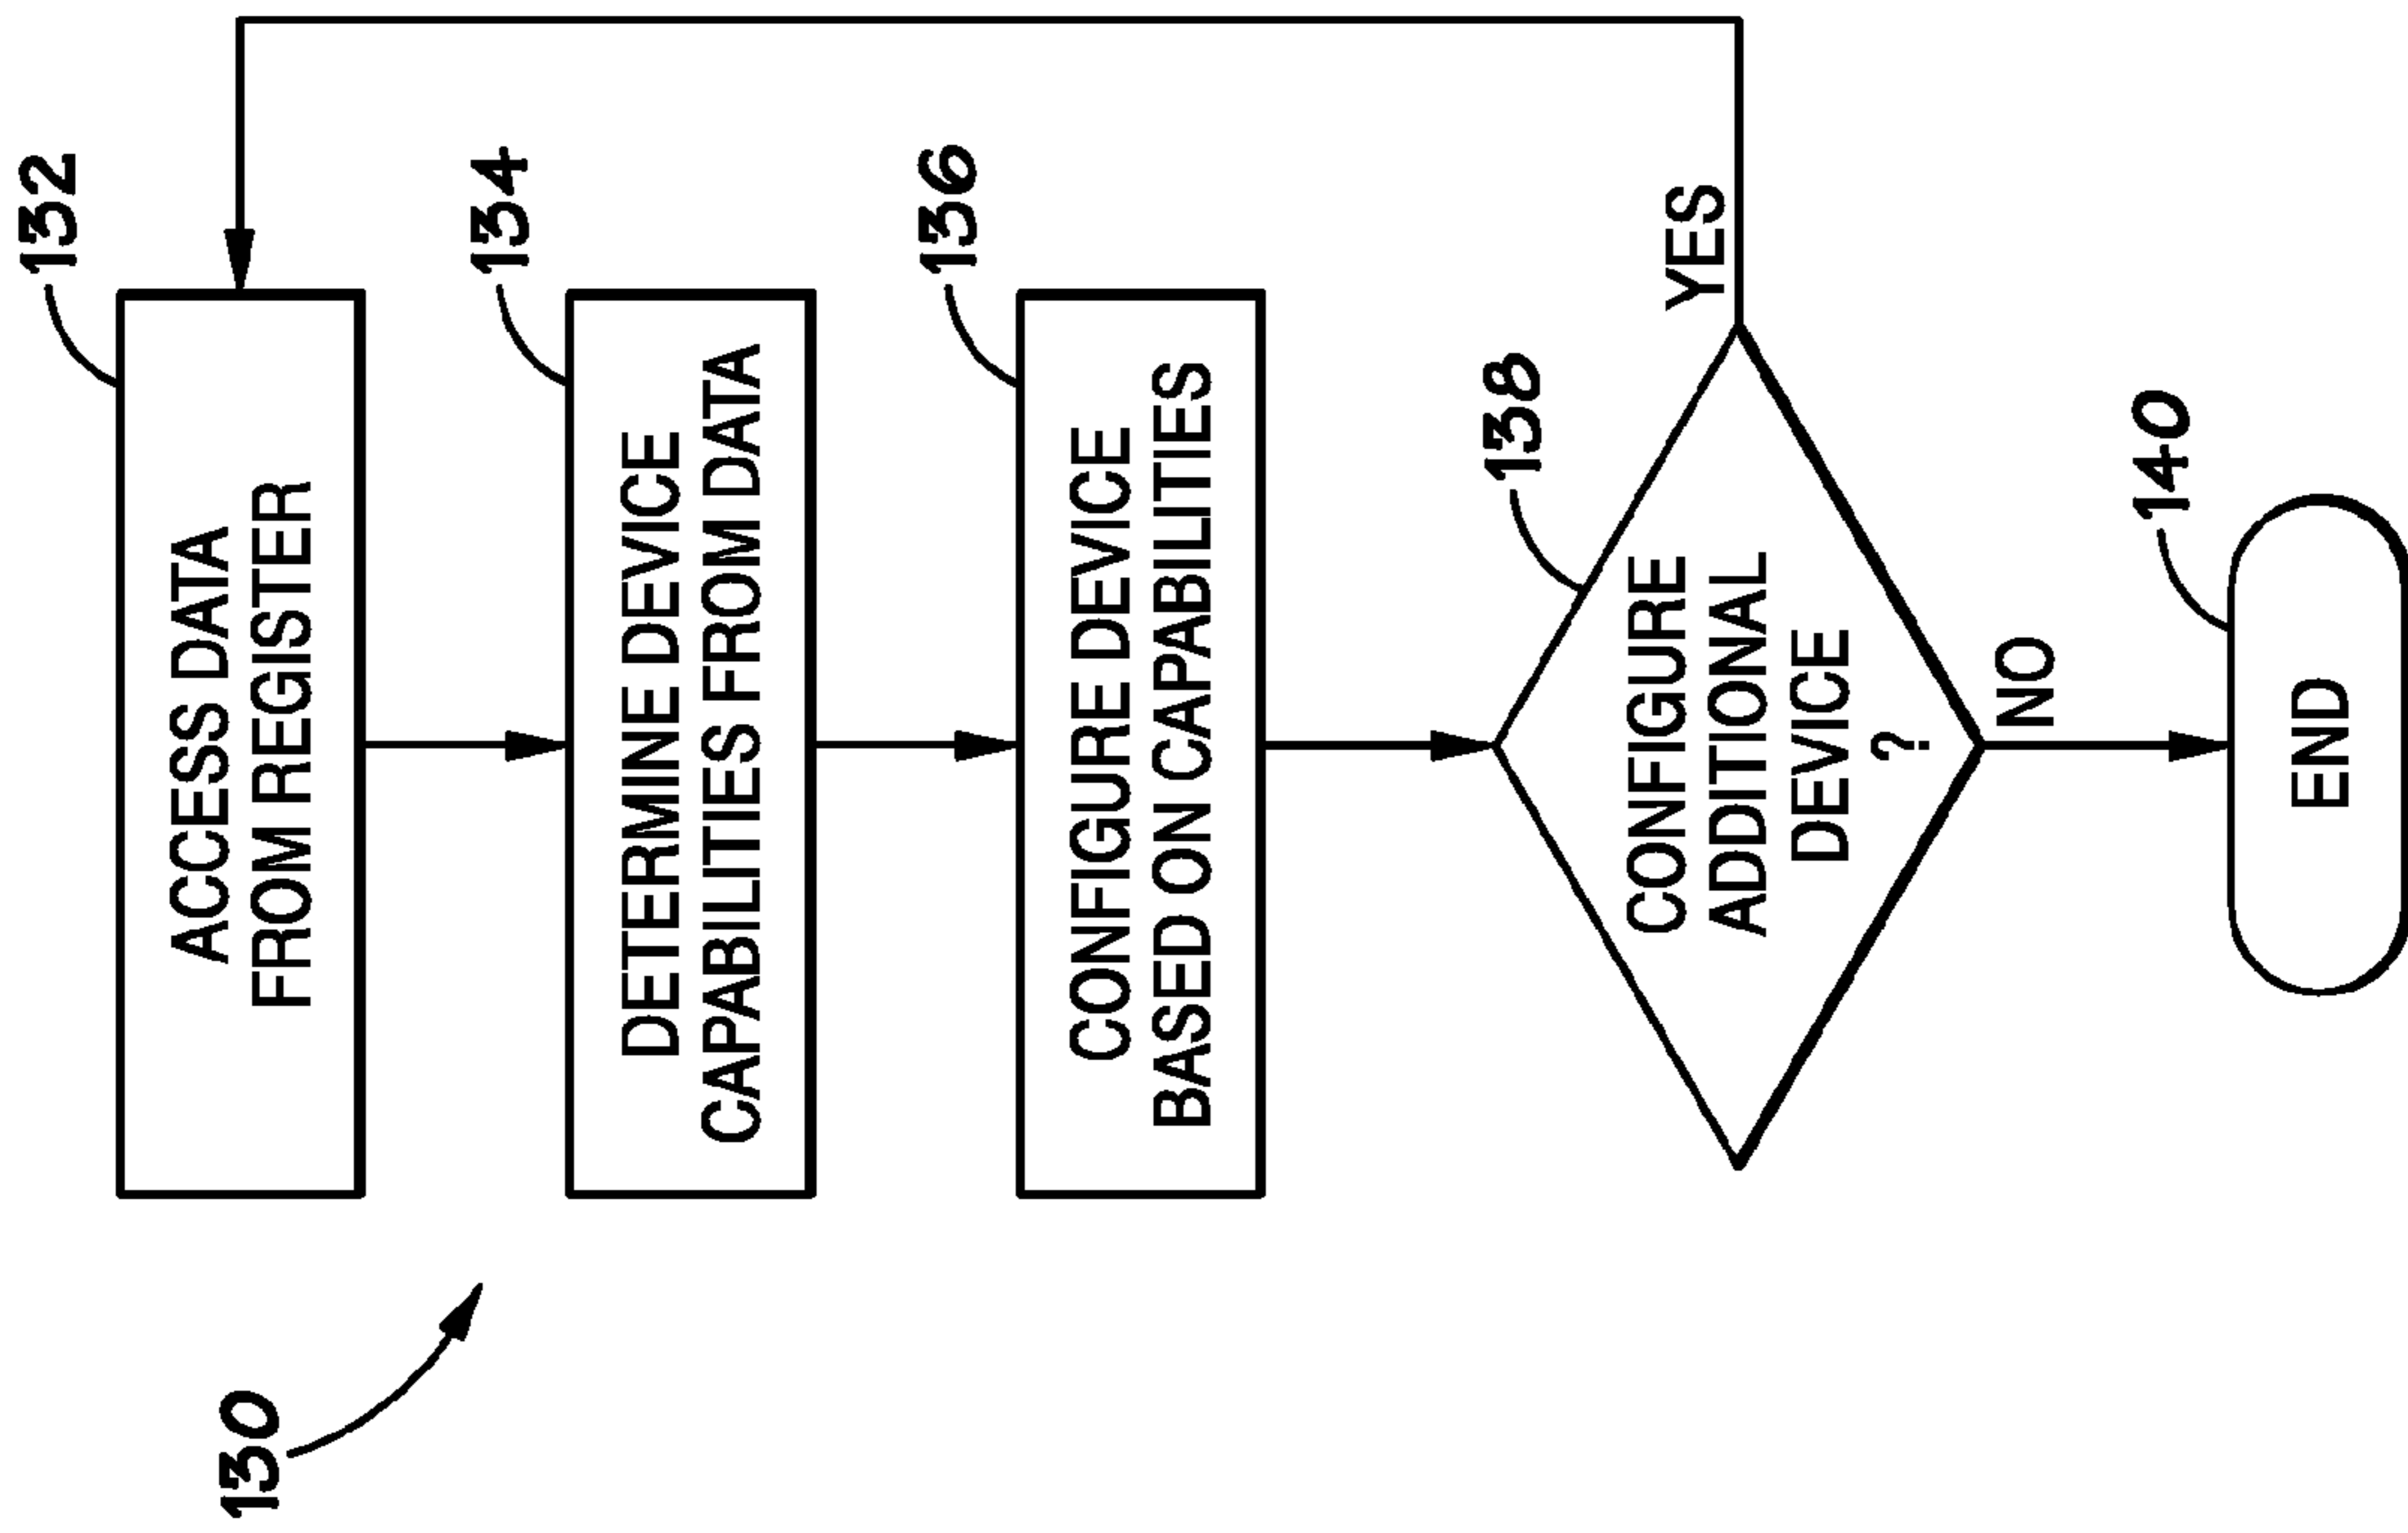 130
132
ACCESS DATA
FROM REGISTER
134
DETERMINE DEVICE
CAPABILITIES FROM DATA
136
CONFIGURE DEVICE
BASED ON CAPABILITIES
138
CONFIGURE
ADDITIONAL
DEVICE
?
YES
NO
140
END